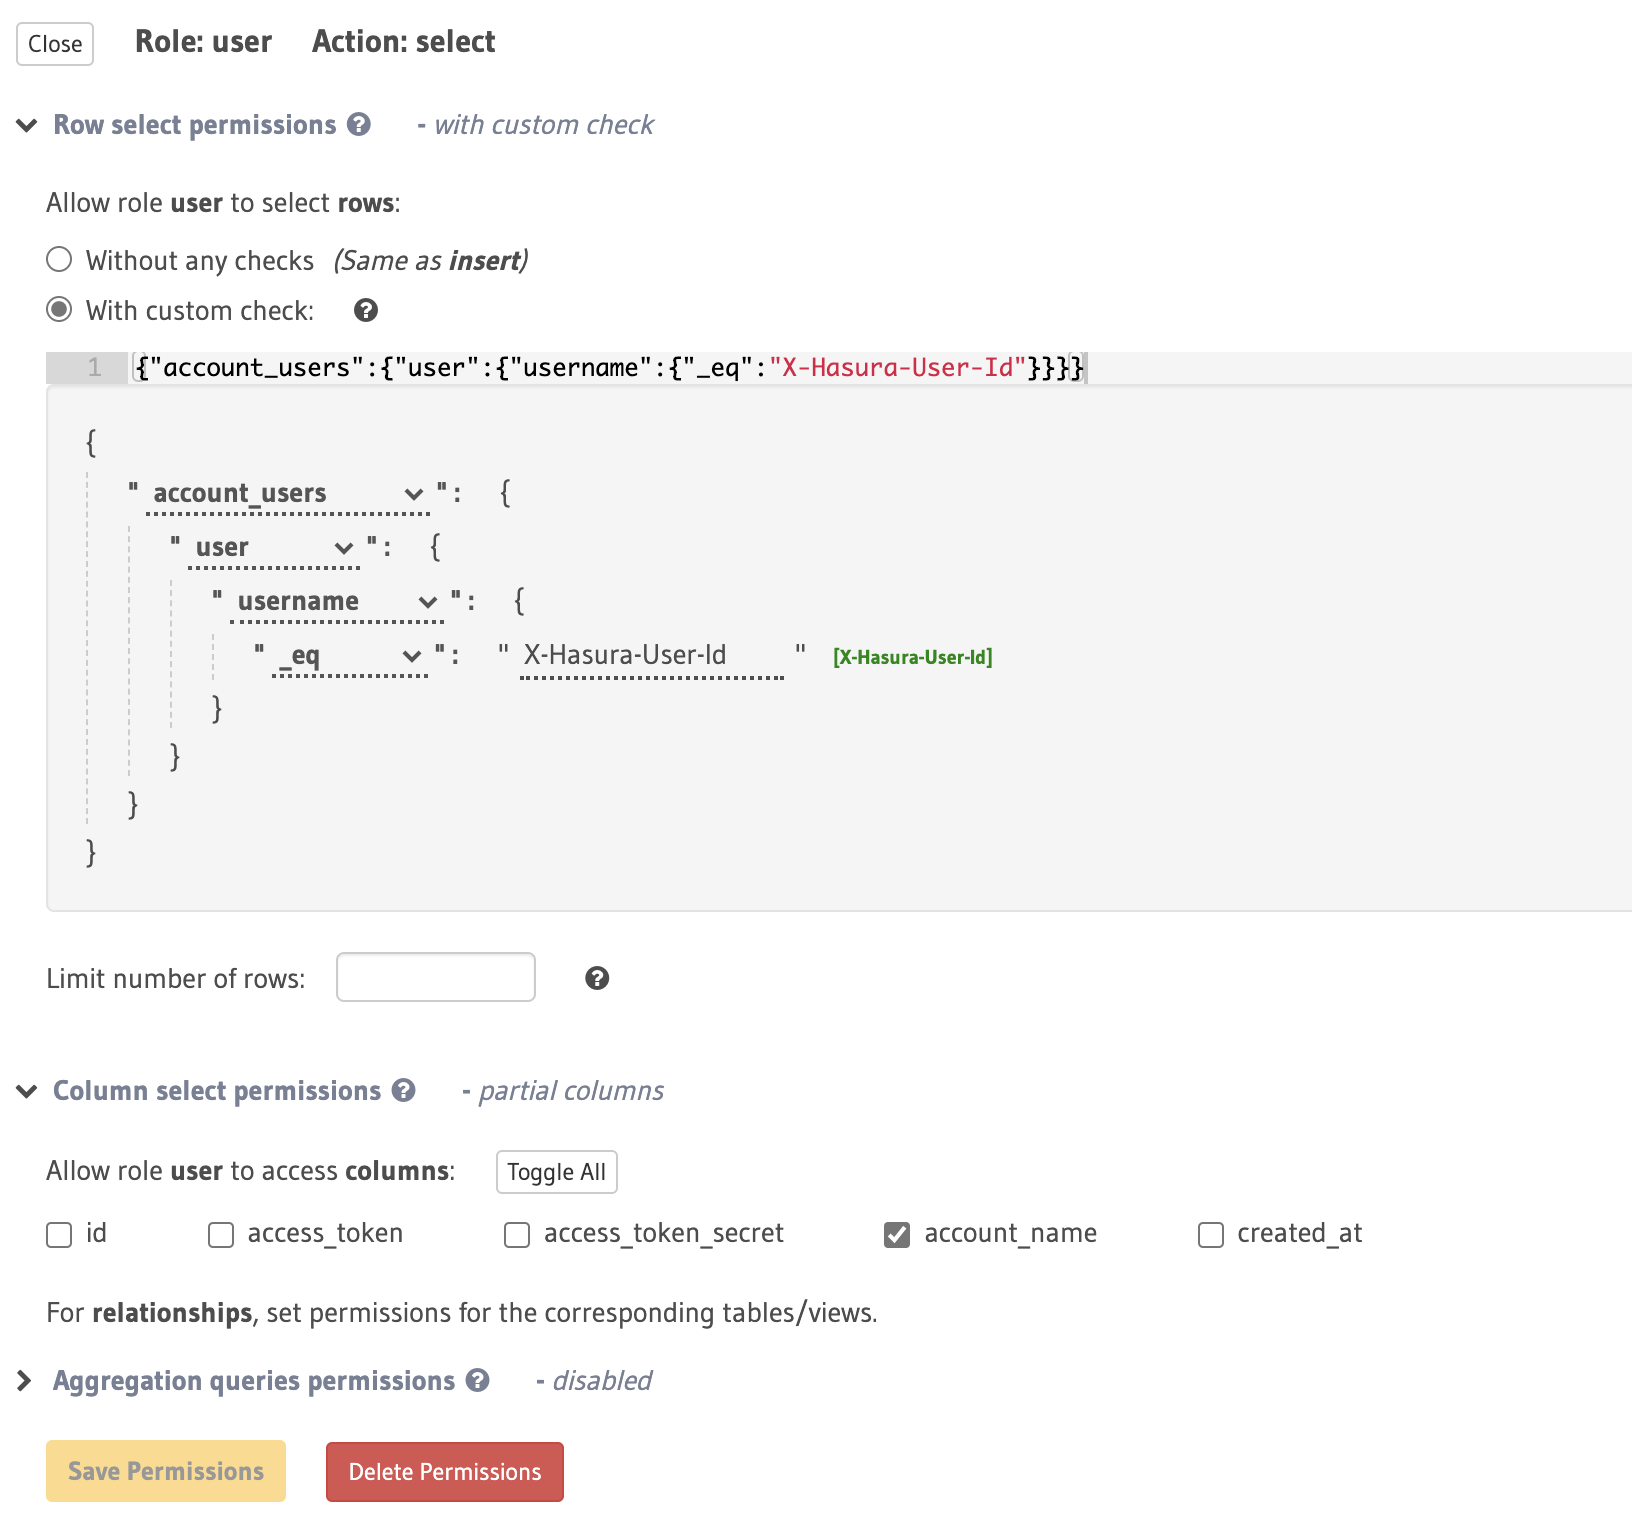 Close Role: user Action: select
Row select permissions ? - with custom check
Allow role user to select rows:
Without any checks (Same as insert)
With custom check: ?
1 {"account_users":{"user":{"username":{"_eq":"X-Hasura-User-Id"}}}}
{
" account_users ": {
" user ": {
" username ": {
" _eq ": " X-Hasura-User-Id " [X-Hasura-User-Id]
}
}
}
}
Limit number of rows: ?
Column select permissions ? - partial columns
Allow role user to access columns: Toggle All
id access_token access_token_secret account_name created_at
For relationships, set permissions for the corresponding tables/views.
Aggregation queries permissions ? - disabled
Save Permissions Delete Permissions